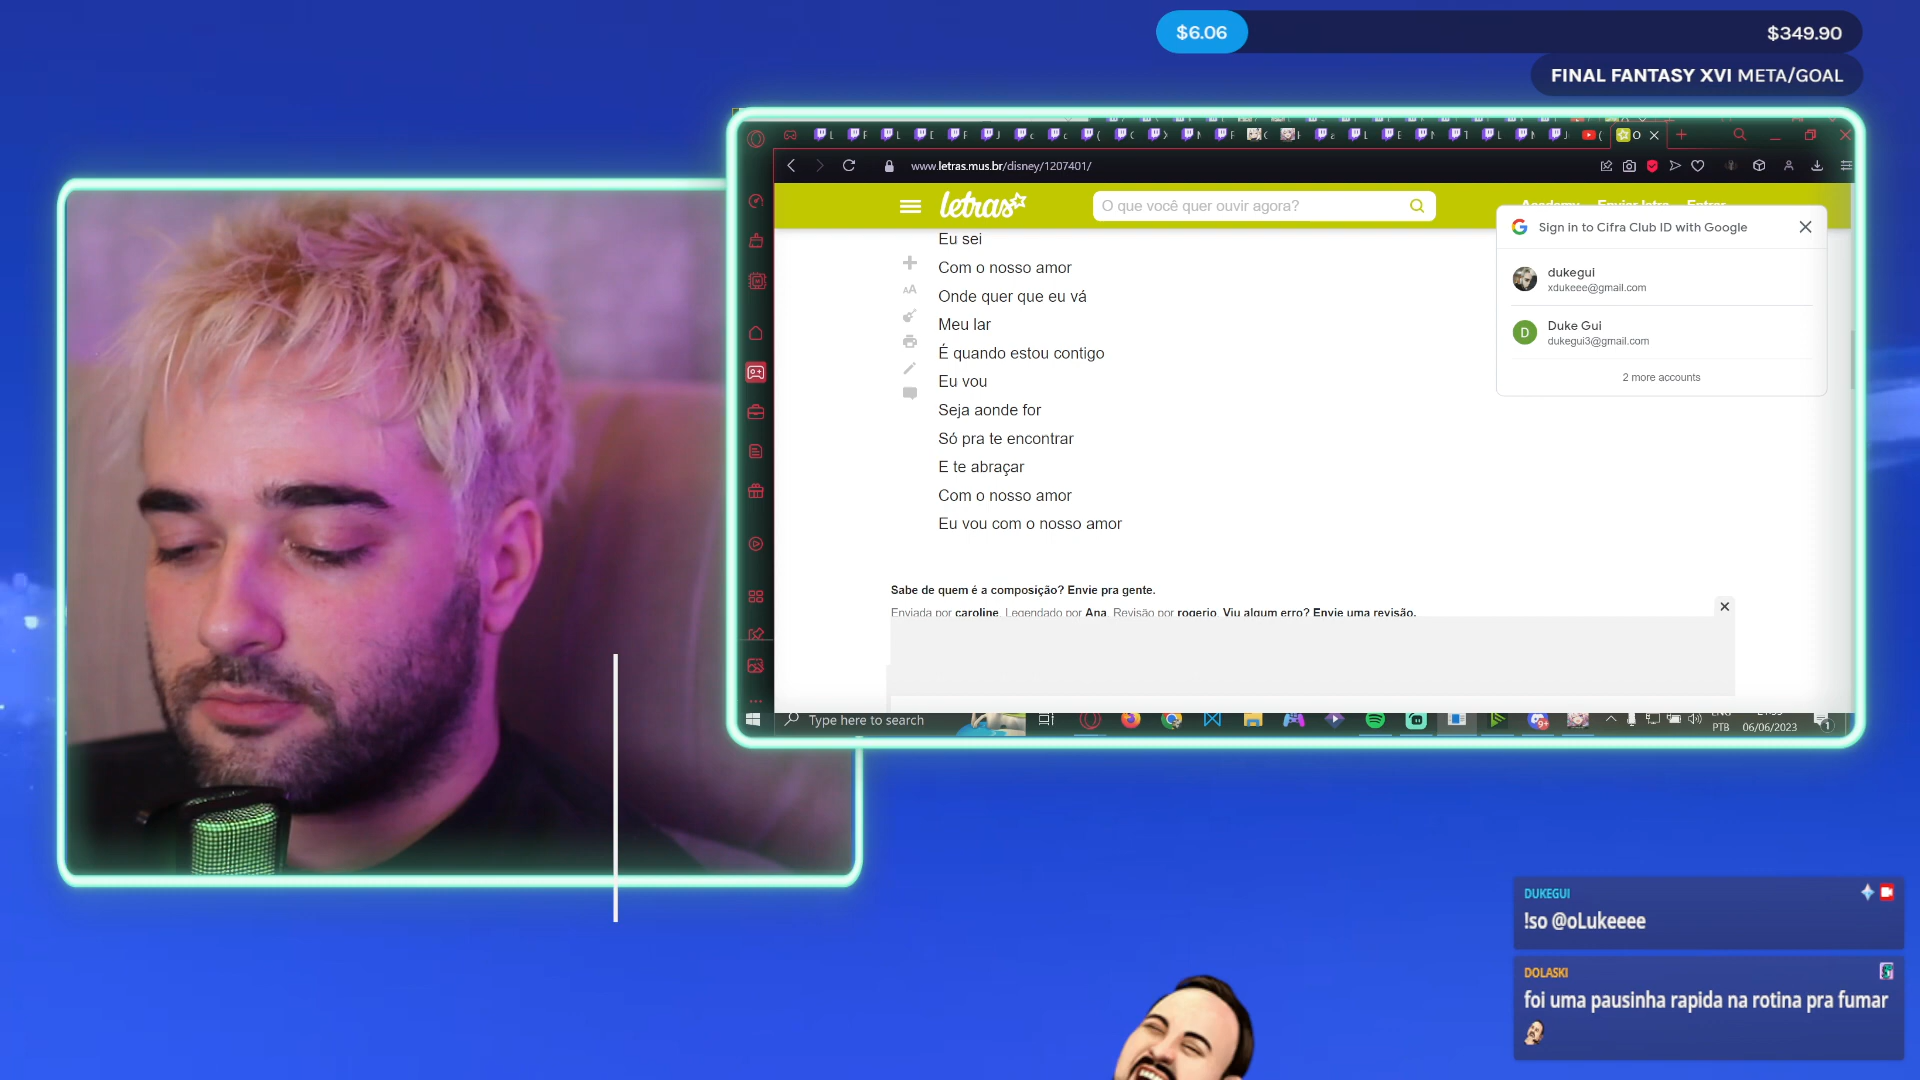 $6.06
$349.90
FINAL FANTASY XVI META/GOAL
www.letras.mus.br/disney/1207401/
letras
O que você quer ouvir agora?
Academy Enviar letra Entrar
Sign in to Cifra Club ID with Google
dukegui
xdukeee@gmail.com
D
Duke Gui
dukegui3@gmail.com
2 more accounts
Eu sei
Com o nosso amor
Onde quer que eu vá
Meu lar
É quando estou contigo
Eu vou
Seja aonde for
Só pra te encontrar
E te abraçar
Com o nosso amor
Eu vou com o nosso amor
Sabe de quem é a composição? Envie pra gente.
Enviada por caroline. Legendado por Ana. Revisão por rogerio. Viu algum erro? Envie uma revisão.
Type here to search
9+
PTB
06/06/2023
1
DUKEGUI
!so @oLukeeee
DOLASKI
foi uma pausinha rapida na rotina pra fumar